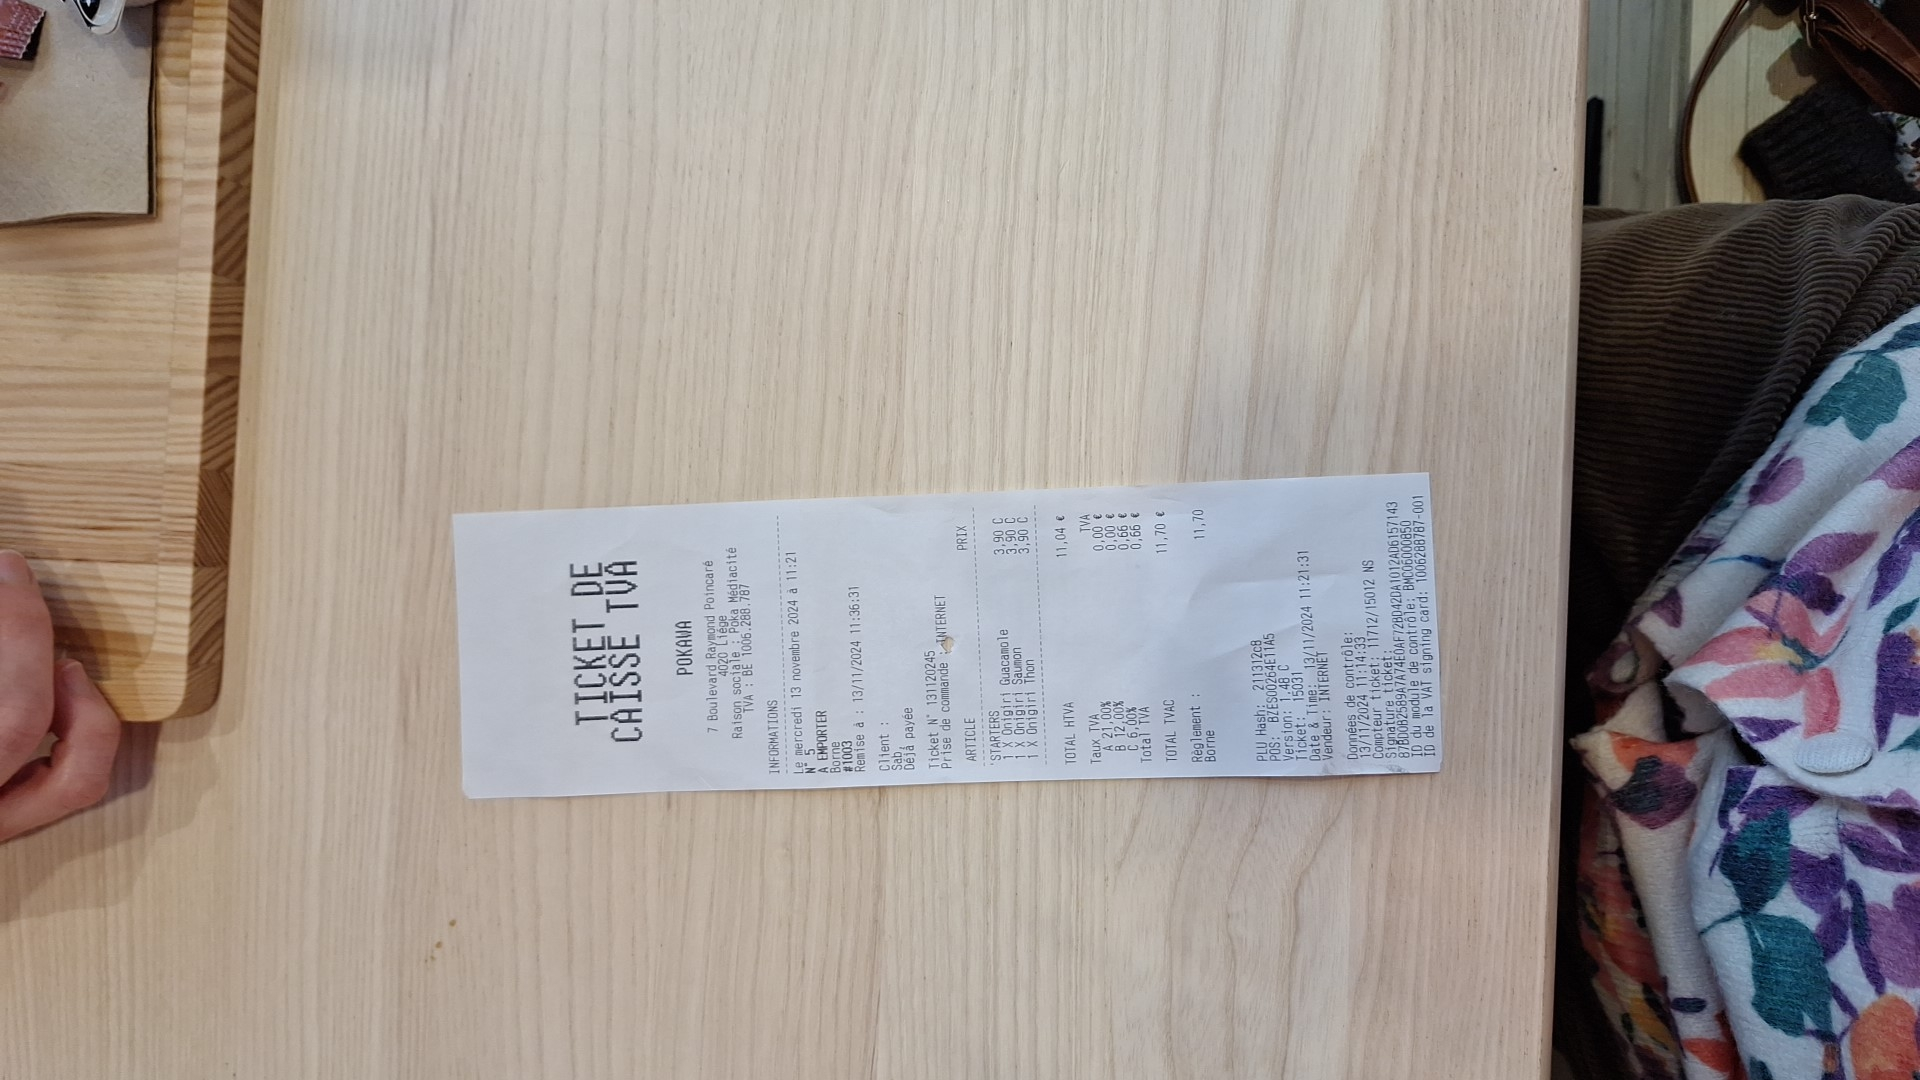 TICKET DE
CAISSE TVA
POKAWA
7 Boulevard Raymond Poincaré
4020 Liège
Raison sociale : Poka Médiacité
TVA : BE 1006.288.787
INFORMATIONS
Le mercredi 13 novembre 2024 à 11:21
N° 5
A EMPORTER
Borne
#1003
Remise à : 13/11/2024 11:36:31
Client :
Sab,
Déjà payée
Ticket N° 131120245
Prise de commande : INTERNET
ARTICLE PRIX
'STARTERS
1 X Onigiri Guacamole 3,90 C
1 X Onigiri Saumon 3,90 C
1 X Onigiri Thon 3,90 C
TOTAL HTVA 11,04 €
Taux TVA TVA
A 21,00% 0,00 €
B 12,00% 0,00 €
C 6,00% 0,66 €
Total TVA 0,66 €
TOTAL TVAC 11,70 €
Règlement :
Borne 11,70
PLU Hash: 211312cB
POS: BZES00264E11A5
Version: 1.48 C
Ticket: 15031
Date & Time: 13/11/2024 11:21:31
Vendeur: INTERNET
Données de contrôle:
13/11/2024 11:14:33
Compteur ticket: 11712/15012 NS
Signature ticket:
ID du module de contrôle: BMC06000850
ID de la VAT signing card: 1006288787-001